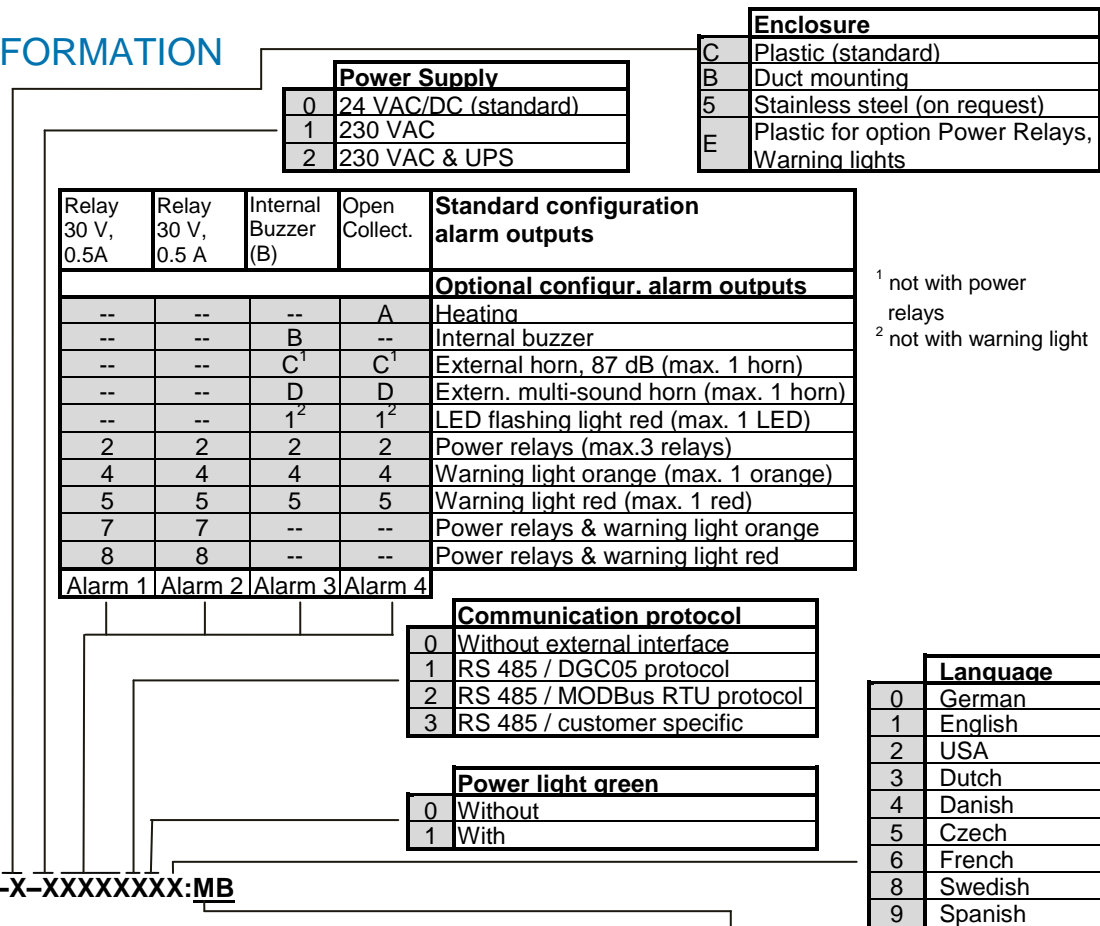 FORMATION
Enclosure
C Plastic (standard)
B Duct mounting
5 Stainless steel (on request)
E Plastic for option Power Relays, Warning lights
Power Supply
0 24 VAC/DC (standard)
1 230 VAC
2 230 VAC & UPS
Relay 30 V, 0.5A Relay 30 V, 0.5 A Internal Buzzer (B) Open Collect. Standard configuration alarm outputs
Optional configur. alarm outputs
-- -- -- A Heating
-- -- B -- Internal buzzer
-- -- C¹ C¹ External horn, 87 dB (max. 1 horn)
-- -- D D Extern. multi-sound horn (max. 1 horn)
-- -- 1² 1² LED flashing light red (max. 1 LED)
2 2 2 2 Power relays (max.3 relays)
4 4 4 4 Warning light orange (max. 1 orange)
5 5 5 5 Warning light red (max. 1 red)
7 7 -- -- Power relays & warning light orange
8 8 -- -- Power relays & warning light red
Alarm 1 Alarm 2 Alarm 3 Alarm 4
¹ not with power
relays
² not with warning light
Communication protocol
0 Without external interface
1 RS 485 / DGC05 protocol
2 RS 485 / MODBus RTU protocol
3 RS 485 / customer specific
Power light green
0 Without
1 With
Language
0 German
1 English
2 USA
3 Dutch
4 Danish
5 Czech
6 French
8 Swedish
9 Spanish
–X–XXXXXXXX:MB